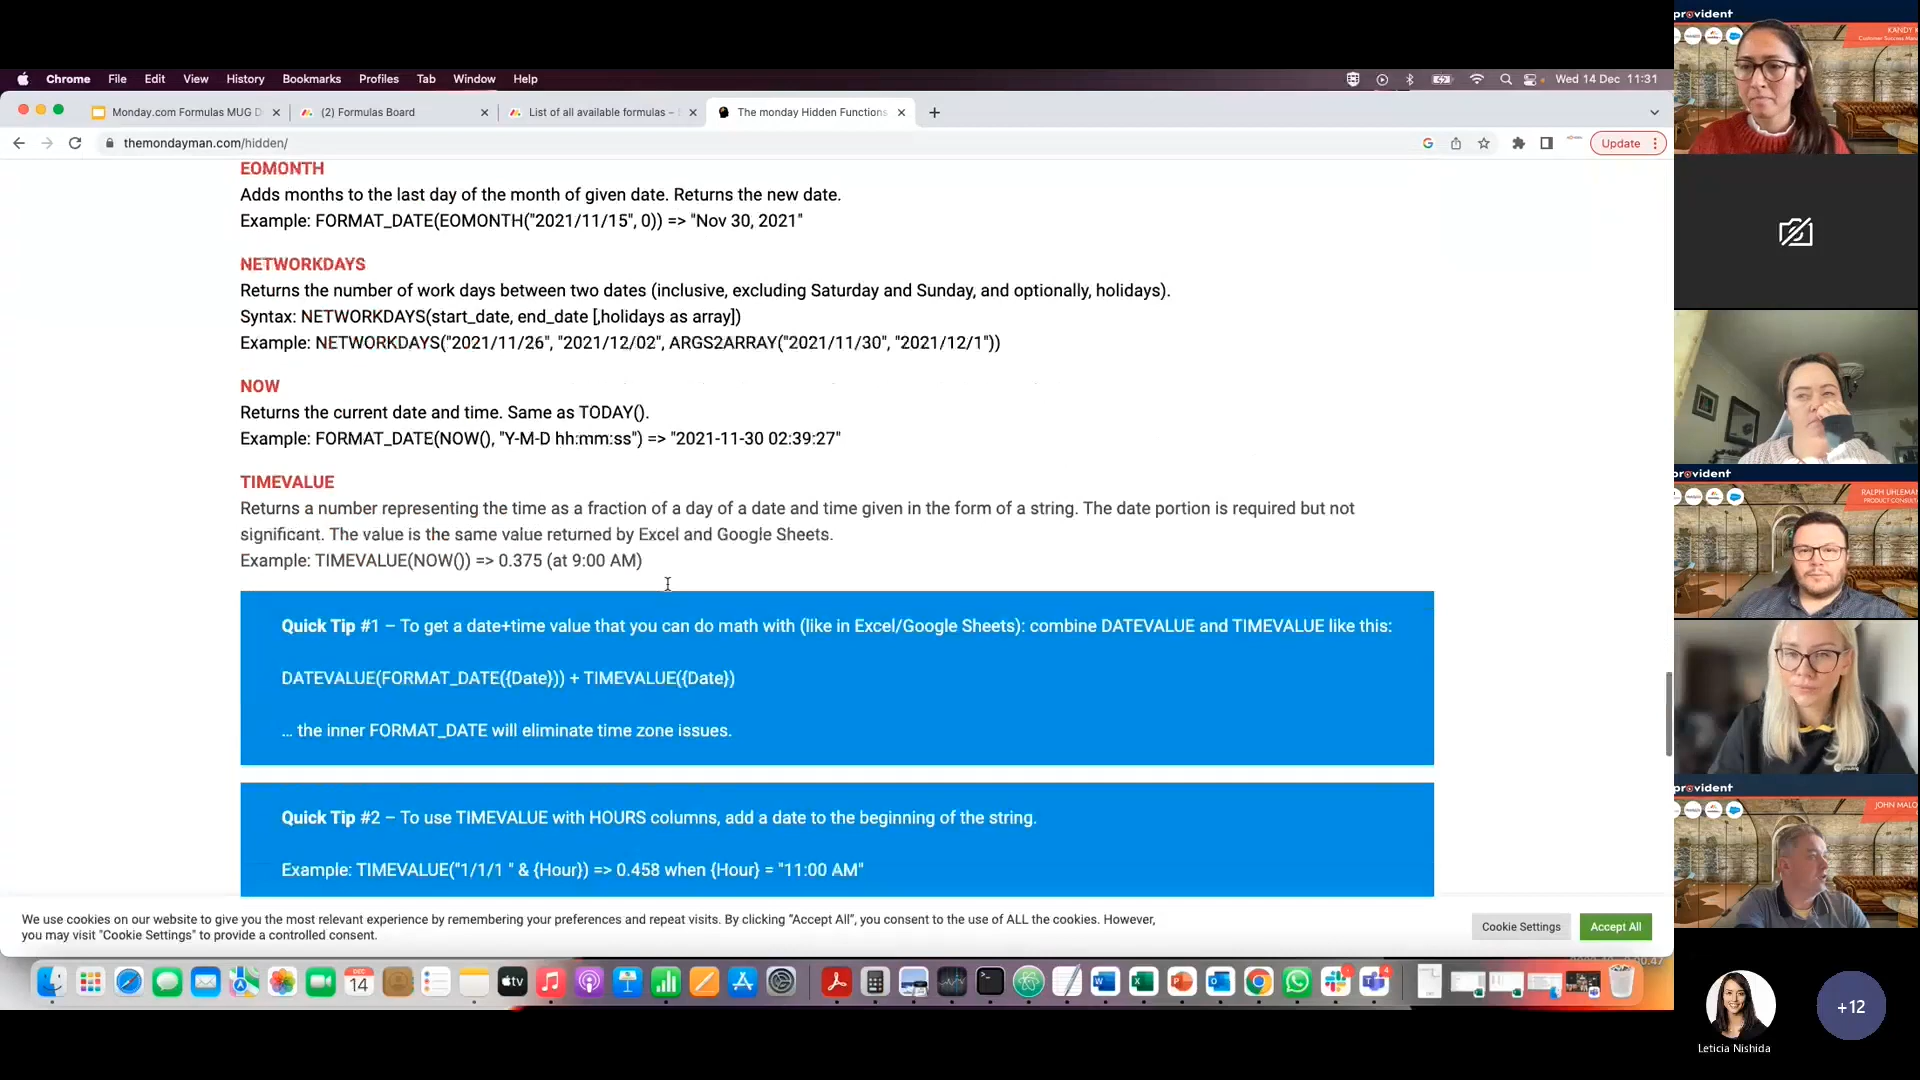 Chrome File Edit View History Bookmarks Profiles Tab Window Help Wed 14 Dec 11:31
Monday.com Formulas MUG (2) Formulas Board List of all available formulas – The monday Hidden Functions
themondayman.com/hidden/ Update
EOMONTH
Adds months to the last day of the month of given date. Returns the new date.
Example: FORMAT_DATE(EOMONTH("2021/11/15", 0)) => "Nov 30, 2021"
NETWORKDAYS
Returns the number of work days between two dates (inclusive, excluding Saturday and Sunday, and optionally, holidays).
Syntax: NETWORKDAYS(start_date, end_date [,holidays as array])
Example: NETWORKDAYS("2021/11/26", "2021/12/02", ARGS2ARRAY("2021/11/30", "2021/12/1"))
NOW
Returns the current date and time. Same as TODAY().
Example: FORMAT_DATE(NOW(), "Y-M-D hh:mm:ss") => "2021-11-30 02:39:27"
TIMEVALUE
Returns a number representing the time as a fraction of a day of a date and time given in the form of a string. The date portion is required but not
significant. The value is the same value returned by Excel and Google Sheets.
Example: TIMEVALUE(NOW()) => 0.375 (at 9:00 AM)
Quick Tip #1 – To get a date+time value that you can do math with (like in Excel/Google Sheets): combine DATEVALUE and TIMEVALUE like this:
DATEVALUE(FORMAT_DATE({Date})) + TIMEVALUE({Date})
... the inner FORMAT_DATE will eliminate time zone issues.
Quick Tip #2 – To use TIMEVALUE with HOURS columns, add a date to the beginning of the string.
Example: TIMEVALUE("1/1/1 " & {Hour}) => 0.458 when {Hour} = "11:00 AM"
We use cookies on our website to give you the most relevant experience by remembering your preferences and repeat visits. By clicking “Accept All”, you consent to the use of ALL the cookies. However,
you may visit "Cookie Settings" to provide a controlled consent.
Cookie Settings Accept All
DEC
14
tv
provident
KANDY
provident
RALPH UHLEMAN
PRODUCT CONSULTA
provident
JOHN MALO
+12
Leticia Nishida